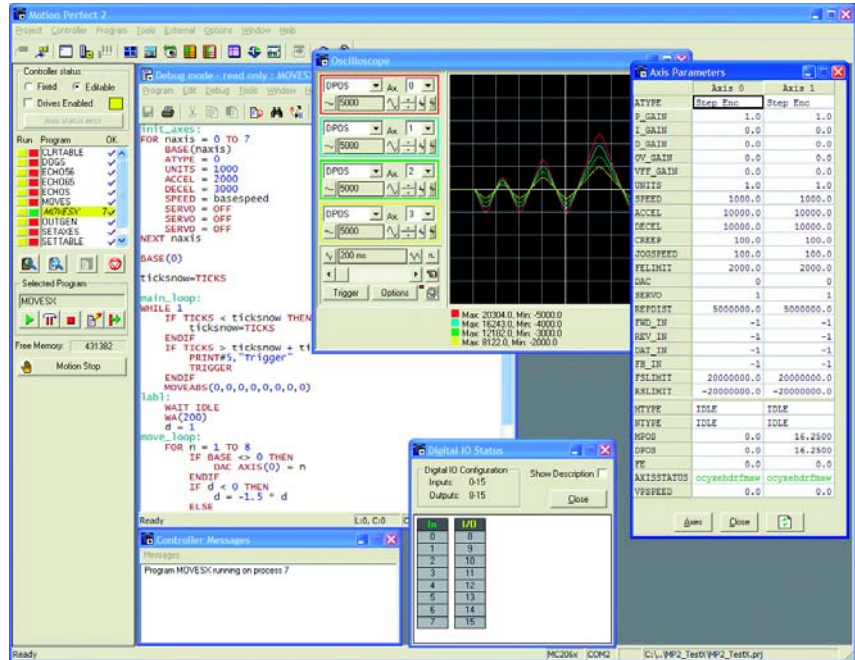 Motion Perfect 2
Project Controller Program Tools External Options Window Help
Controller status
Fixed Editable
Drives Enabled
Axis status error
Run Program OK
CLRTABLE
DOGS
ECHO56
ECHO65
ECHOS
MOVES
MOVESX 7
OUTGEN
SETAXES
SETTABLE
Selected Program
MOVESX
Free Memory: 431382
Motion Stop
Debug mode - read only :: MOVES
Program Edit Debug Tools Window
init_axes:
FOR naxis = 0 TO 7
BASE(naxis)
ATYPE = 0
UNITS = 1000
ACCEL = 2000
DECEL = 3000
SPEED = basespeed
SERVO = OFF
SERVO = OFF
SERVO = OFF
NEXT naxis
BASE(0)
ticksnow=TICKS
main_loop:
WHILE 1
IF TICKS < ticksnow THEN
ticksnow=TICKS
ENDIF
IF TICKS > ticksnow + ti
PRINT#5,"Trigger"
TRIGGER
ENDIF
MOVEABS(0,0,0,0,0,0,0,0)
labl:
WAIT IDLE
WA(200)
d = 1
move_loop:
FOR n = 1 TO 8
IF BASE <> 0 THEN
DAC AXIS(0) = n
ENDIF
IF d < 0 THEN
d = -1.5 * d
ELSE
Ready L:0, C:0
Controller Messages
Messages
Program MOVESX running on process 7
Oscilloscope
DPOS Ax 0
5000
DPOS Ax 1
5000
DPOS Ax 2
5000
DPOS Ax 3
5000
200 ms
Trigger Options
Max: 20304.0, Min: -5000.0
Max: 16243.0, Min: -4000.0
Max: 12182.0, Min: -3000.0
Max: 8122.0, Min: -2000.0
Digital IO Status
Digital IO Configuration
Inputs: 0-15
Outputs: 8-15
Show Description
Close
In I/O
0 8
1 9
2 10
3 11
4 12
5 13
6 14
7 15
Axis Parameters
Axis 0 Axis 1
ATYPE Step Enc Step Enc
P_GAIN 1.0 1.0
I_GAIN 0.0 0.0
D_GAIN 0.0 0.0
OV_GAIN 0.0 0.0
VFF_GAIN 0.0 0.0
UNITS 1.0 1.0
SPEED 1000.0 1000.0
ACCEL 10000.0 10000.0
DECEL 10000.0 10000.0
CREEP 100.0 100.0
JOGSPEED 100.0 100.0
FELIMIT 2000.0 2000.0
DAC 0 0
SERVO 1 1
REPDIST 5000000.0 5000000.0
FWD_IN -1 -1
REV_IN -1 -1
DAT_IN -1 -1
FH_IN -1 -1
FSLIMIT 20000000.0 20000000.0
RSLIMIT -20000000.0 -20000000.0
MTYPE IDLE IDLE
NTYPE IDLE IDLE
MPOS 0.0 16.2500
DPOS 0.0 16.2500
FE 0.0 0.0
AXISSTATUS ocyxehdrfmaw ocyxehdrfmaw
VPSPEED 0.0 0.0
Axes Close
Ready MC206x COM2 C:\..\MP2_TestX\MP2_TestX.prj